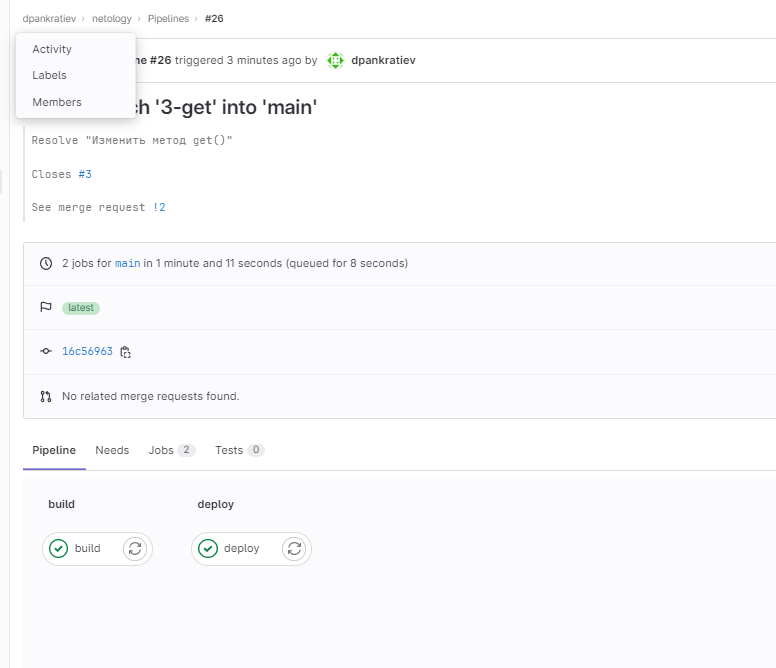 dpankratiev › netology › Pipelines › #26
Activity
Labels
Members
#26 triggered 3 minutes ago by dpankratiev
'3-get' into 'main'
Resolve "Изменить метод get()"
Closes #3
See merge request !2
2 jobs for main in 1 minute and 11 seconds (queued for 8 seconds)
latest
16c56963
No related merge requests found.
Pipeline Needs Jobs 2 Tests 0
build deploy
build deploy